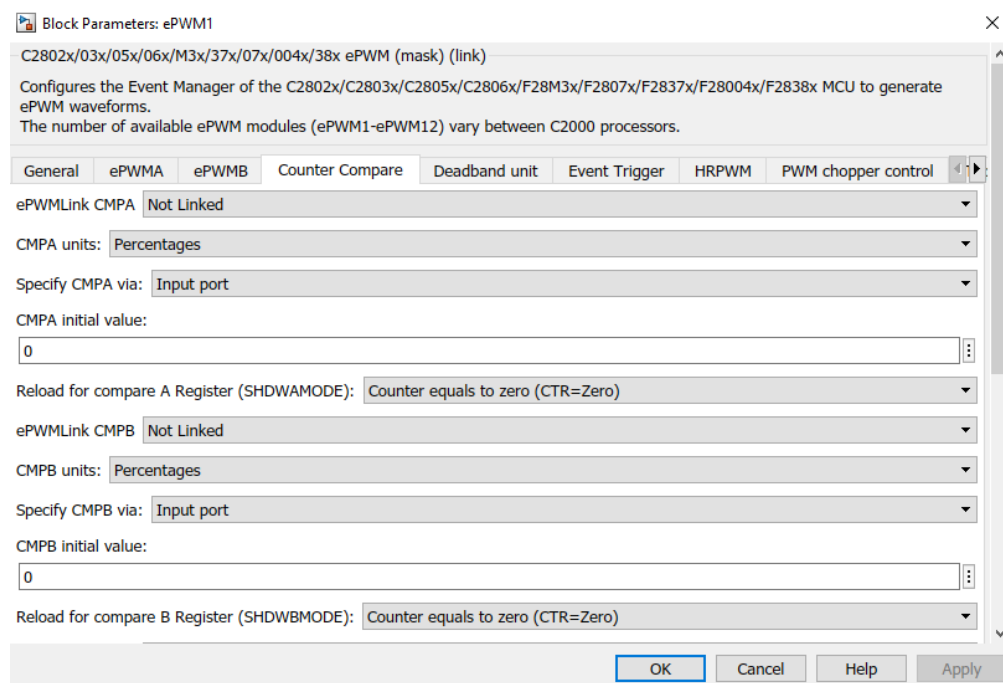 Block Parameters: ePWM1
C2802x/03x/05x/06x/M3x/37x/07x/004x/38x ePWM (mask) (link)
Configures the Event Manager of the C2802x/C2803x/C2805x/C2806x/F28M3x/F2807x/F2837x/F28004x/F2838x MCU to generate
ePWM waveforms.
The number of available ePWM modules (ePWM1-ePWM12) vary between C2000 processors.
General ePWMA ePWMB Counter Compare Deadband unit Event Trigger HRPWM PWM chopper control
ePWMLink CMPA Not Linked
CMPA units: Percentages
Specify CMPA via: Input port
CMPA initial value:
0
Reload for compare A Register (SHDWAMODE): Counter equals to zero (CTR=Zero)
ePWMLink CMPB Not Linked
CMPB units: Percentages
Specify CMPB via: Input port
CMPB initial value:
0
Reload for compare B Register (SHDWBMODE): Counter equals to zero (CTR=Zero)
OK Cancel Help Apply